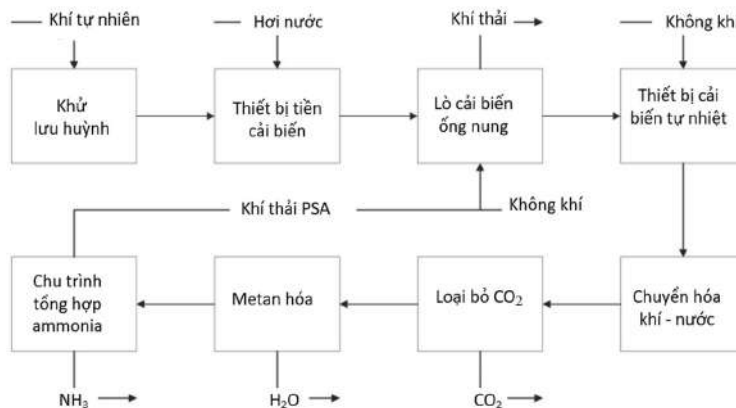 Khí tự nhiên
Hơi nước
Khí thải
Không khí
Khử
lưu huỳnh
Thiết bị tiền
cải biến
Lò cải biến
ống nung
Thiết bị cải
biến tự nhiệt
Khí thải PSA
Không khí
Chu trình
tổng hợp
ammonia
Metan hóa
Loại bỏ CO₂
Chuyển hóa
khí - nước
NH₃
H₂O
CO₂